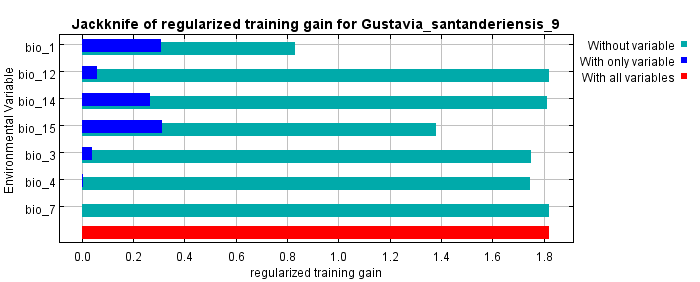 Jackknife of regularized training gain for Gustavia_santanderiensis_9
Environmental Variable
bio_1
bio_12
bio_14
bio_15
bio_3
bio_4
bio_7
Without variable
With only variable
With all variables
0.0 0.2 0.4 0.6 0.8 1.0 1.2 1.4 1.6 1.8
regularized training gain